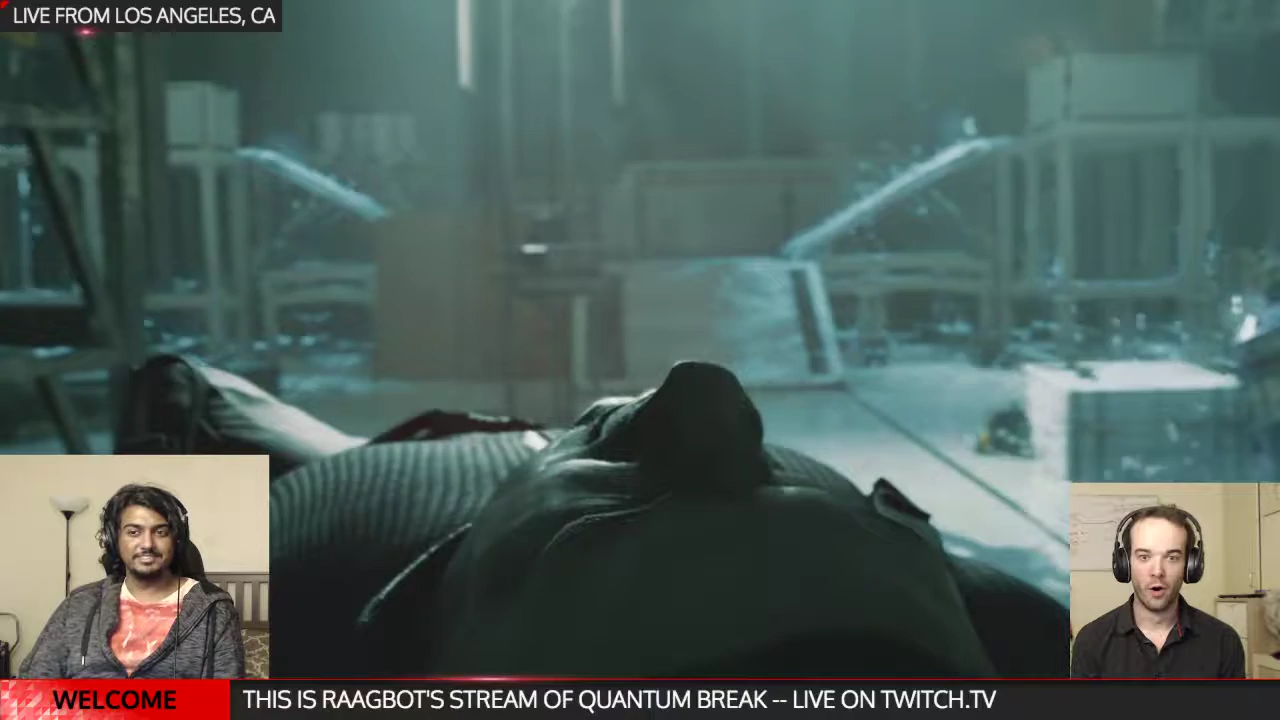 LIVE FROM LOS ANGELES, CA
WELCOME
THIS IS RAAGBOT'S STREAM OF QUANTUM BREAK -- LIVE ON TWITCH.TV